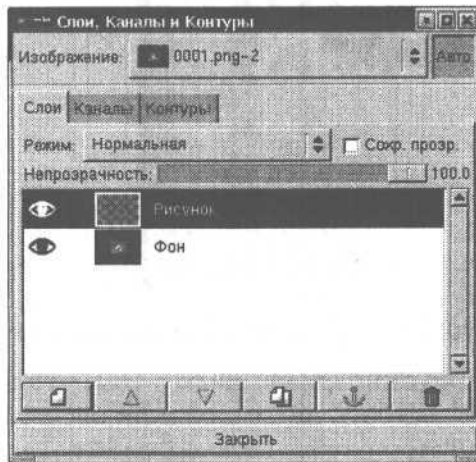 Слои, Каналы и Контуры
Изображение: 0001.png-2 Авто
Слои Каналы Контуры
Режим: Нормальная Сохр. прозр.
Непрозрачность: 100.0
Рисунок
Фон
Закрыть